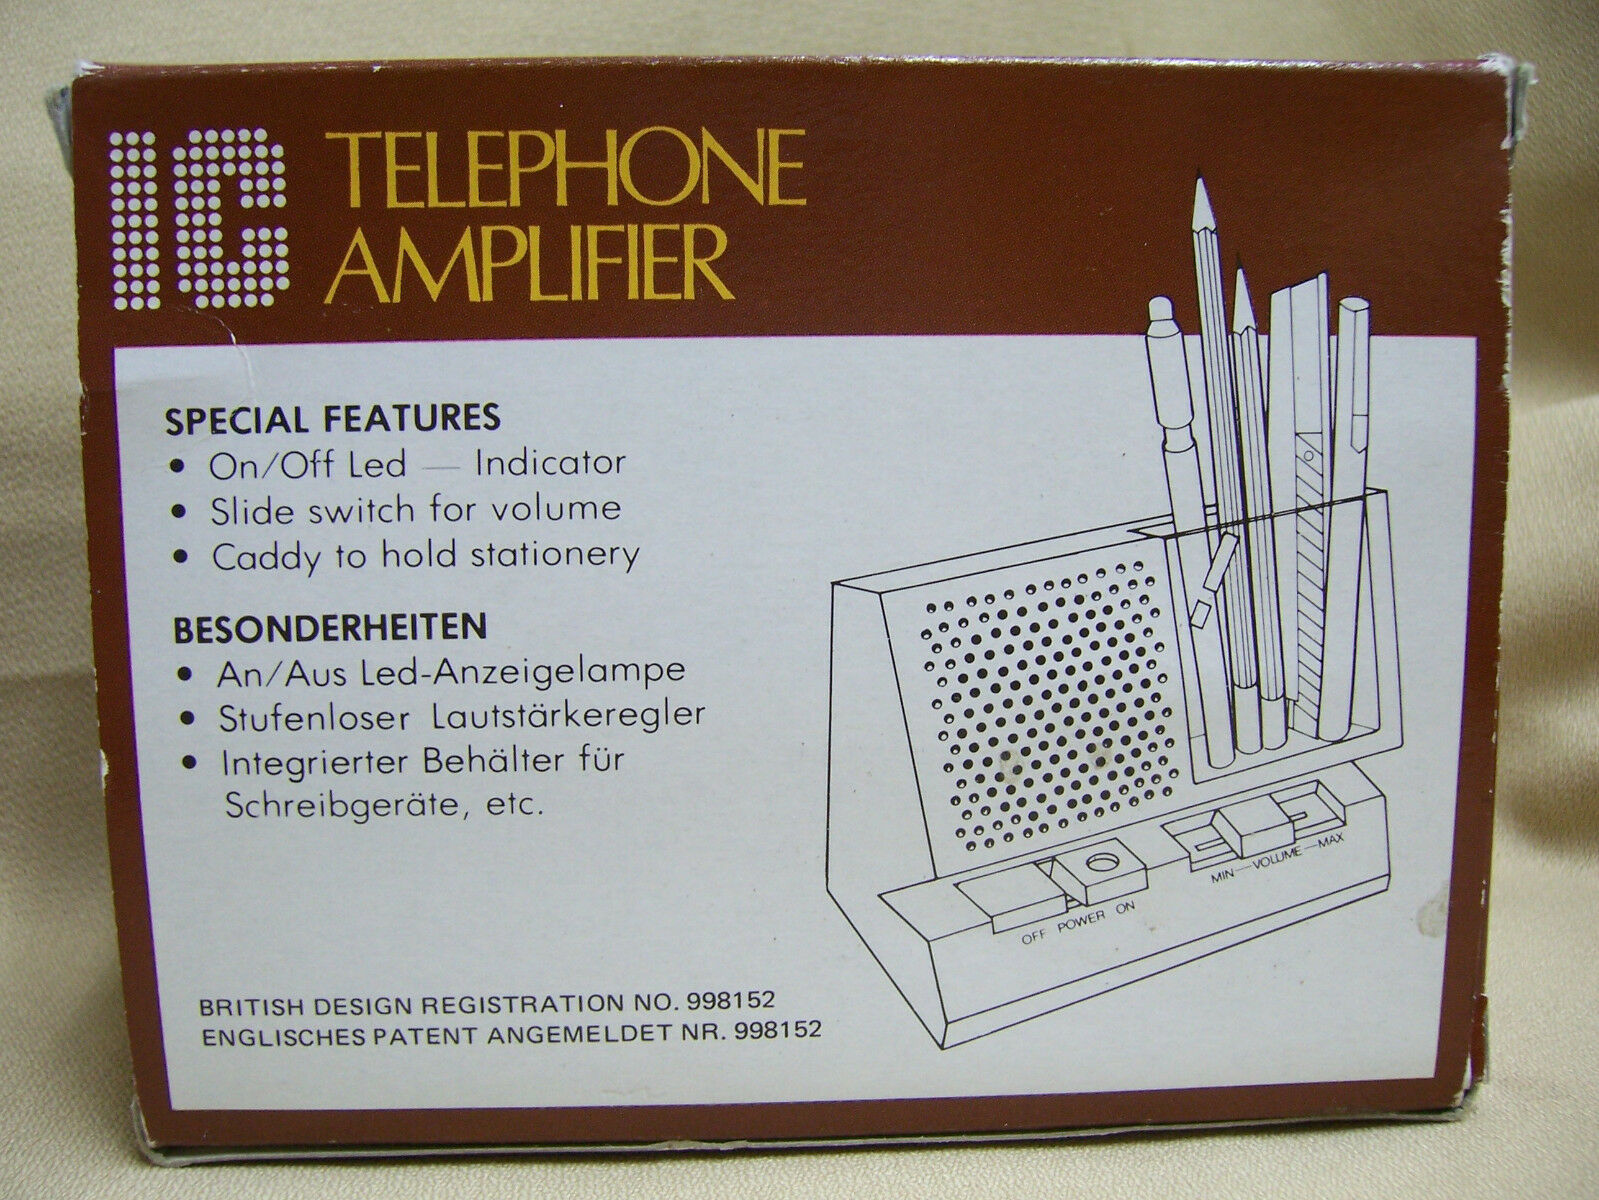 IC TELEPHONE
AMPLIFIER
SPECIAL FEATURES
• On/Off Led — Indicator
• Slide switch for volume
• Caddy to hold stationery
BESONDERHEITEN
• An/Aus Led-Anzeigelampe
• Stufenloser Lautstärkeregler
• Integrierter Behälter für
Schreibgeräte, etc.
OFF POWER ON
MIN—VOLUME—MAX
BRITISH DESIGN REGISTRATION NO. 998152
ENGLISCHES PATENT ANGEMELDET NR. 998152